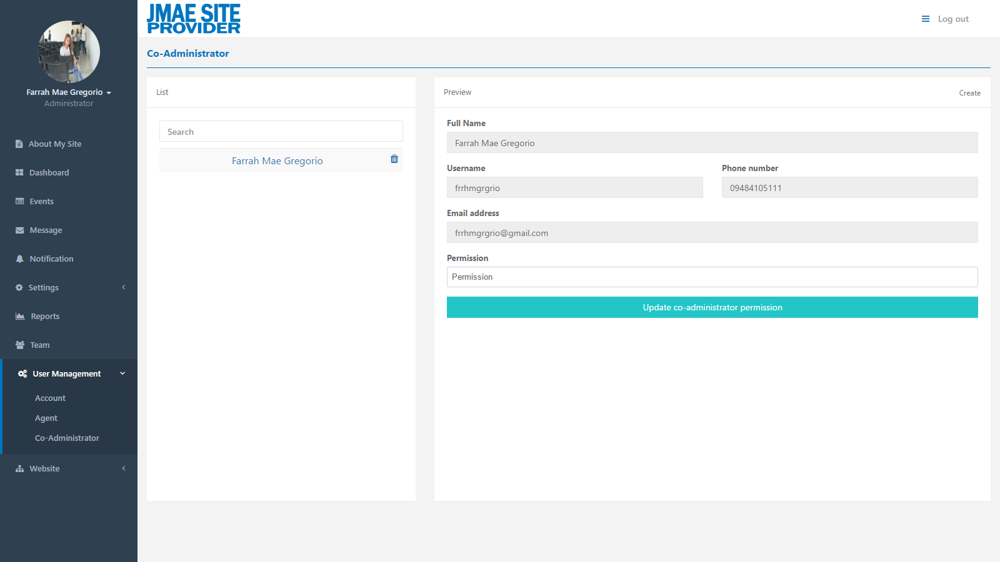 JMAE SITE
PROVIDER
Log out
Farrah Mae Gregorio
Administrator
About My Site
Dashboard
Events
Message
Notification
Settings
Reports
Team
User Management
Account
Agent
Co-Administrator
Website
Co-Administrator
List
Search
Farrah Mae Gregorio
Preview
Create
Full Name
Farrah Mae Gregorio
Username
Phone number
frrhmgrgrio
09484105111
Email address
frrhmgrgrio@gmail.com
Permission
Permission
Update co-administrator permission